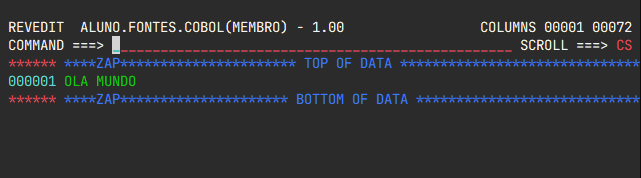 REVEDIT  ALUNO.FONTES.COBOL(MEMBRO) - 1.00                 COLUMNS 00001 00072
COMMAND ===> _________________________________________________ SCROLL ===> CS
****** ****ZAP********************** TOP OF DATA ******************************
000001 OLA MUNDO
****** ****ZAP********************* BOTTOM OF DATA ****************************